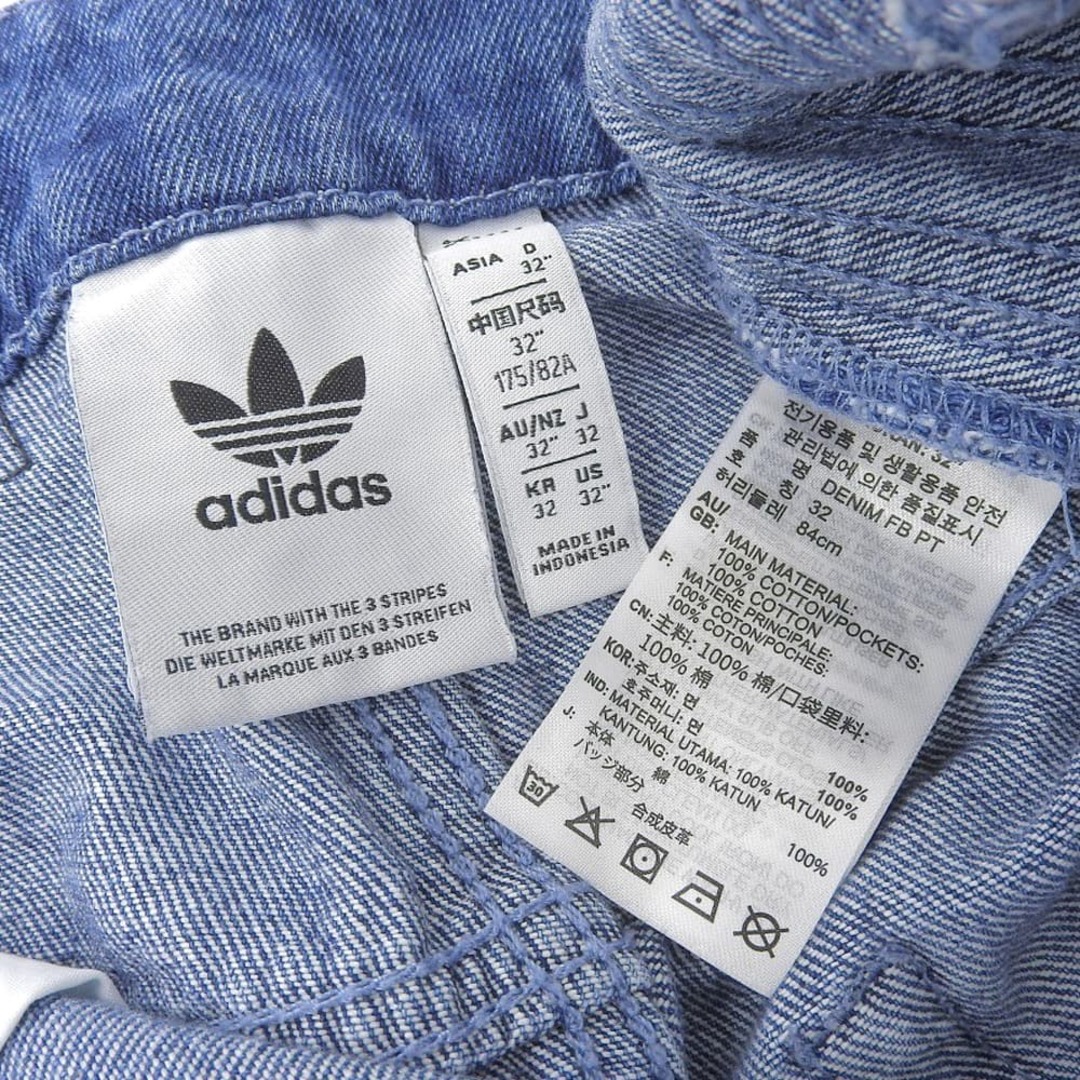 adidas
THE BRAND WITH THE 3 STRIPES
DIE WELTMARKE MIT DEN 3 STREIFEN
LA MARQUE AUX 3 BANDES
ASIA D
32" 
中国尺码
32"
175/82A
AU/NZ J
32" 32
KR US
32 32"
MADE IN
INDONESIA
전기용품 및 생활용품 안전
관리법에 의한 품질표시
품 명 DENIM FB PT
호 칭 32
허리둘레 84cm
AU/
GB: MAIN MATERIAL:
100% COTTON/POCKETS:
100% COTTON
F: MATIERE PRINCIPALE:
100% COTON/POCHES:
100% COTON
CN: 主料: 100% 棉/口袋里料:
100% 棉
KOR: 주소재: 면 100%
호주머니: 면 100%
IND: MATERIAL UTAMA: 100% KATUN/
KANTUNG: 100% KATUN
J: 本体 綿 100%
バッジ部分 合成皮革
30